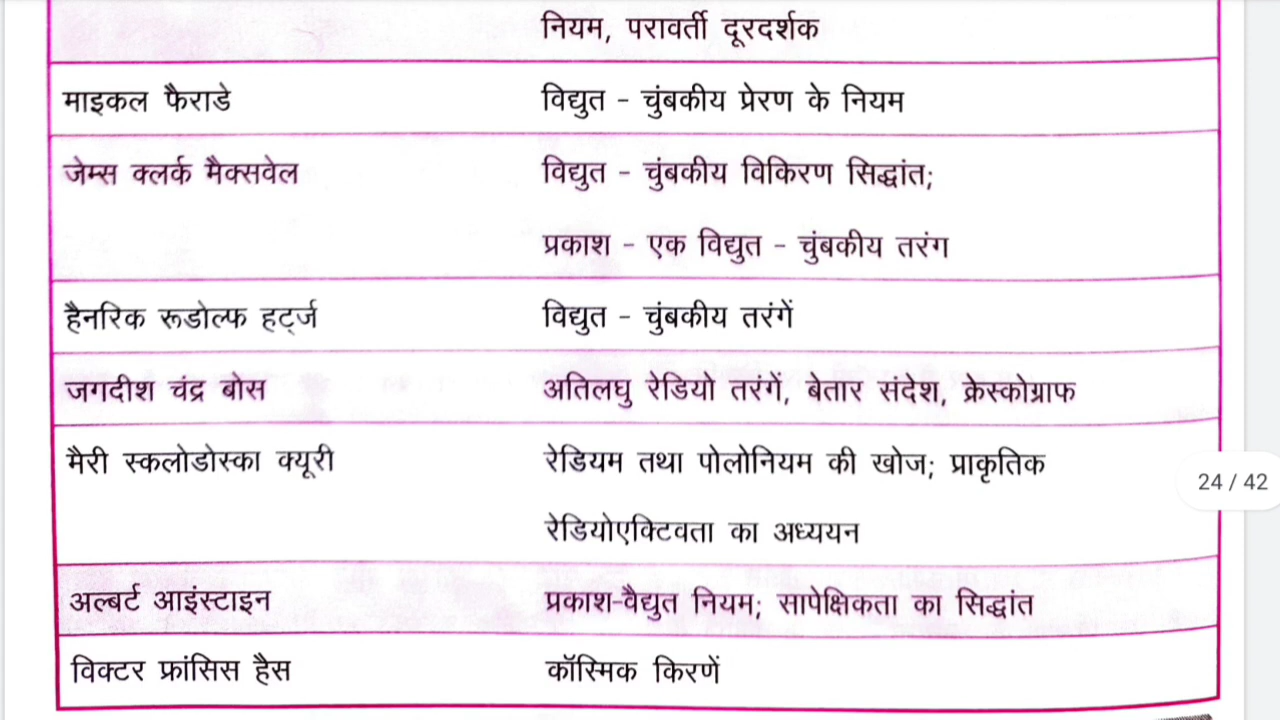 नियम, परावर्ती दूरदर्शक
माइकल फैराडे विद्युत - चुंबकीय प्रेरण के नियम
जेम्स क्लर्क मैक्सवेल विद्युत - चुंबकीय विकिरण सिद्धांत;
प्रकाश - एक विद्युत - चुंबकीय तरंग
हैनरिक रूडोल्फ हर्ट्ज विद्युत - चुंबकीय तरंगें
जगदीश चंद्र बोस अतिलघु रेडियो तरंगें, बेतार संदेश, क्रेस्कोग्राफ
मैरी स्कलोडोस्का क्यूरी रेडियम तथा पोलोनियम की खोज; प्राकृतिक
रेडियोएक्टिवता का अध्ययन
24 / 42
अल्बर्ट आइंस्टाइन प्रकाश-वैद्युत नियम; सापेक्षिकता का सिद्धांत
विक्टर फ्रांसिस हैस कॉस्मिक किरणें